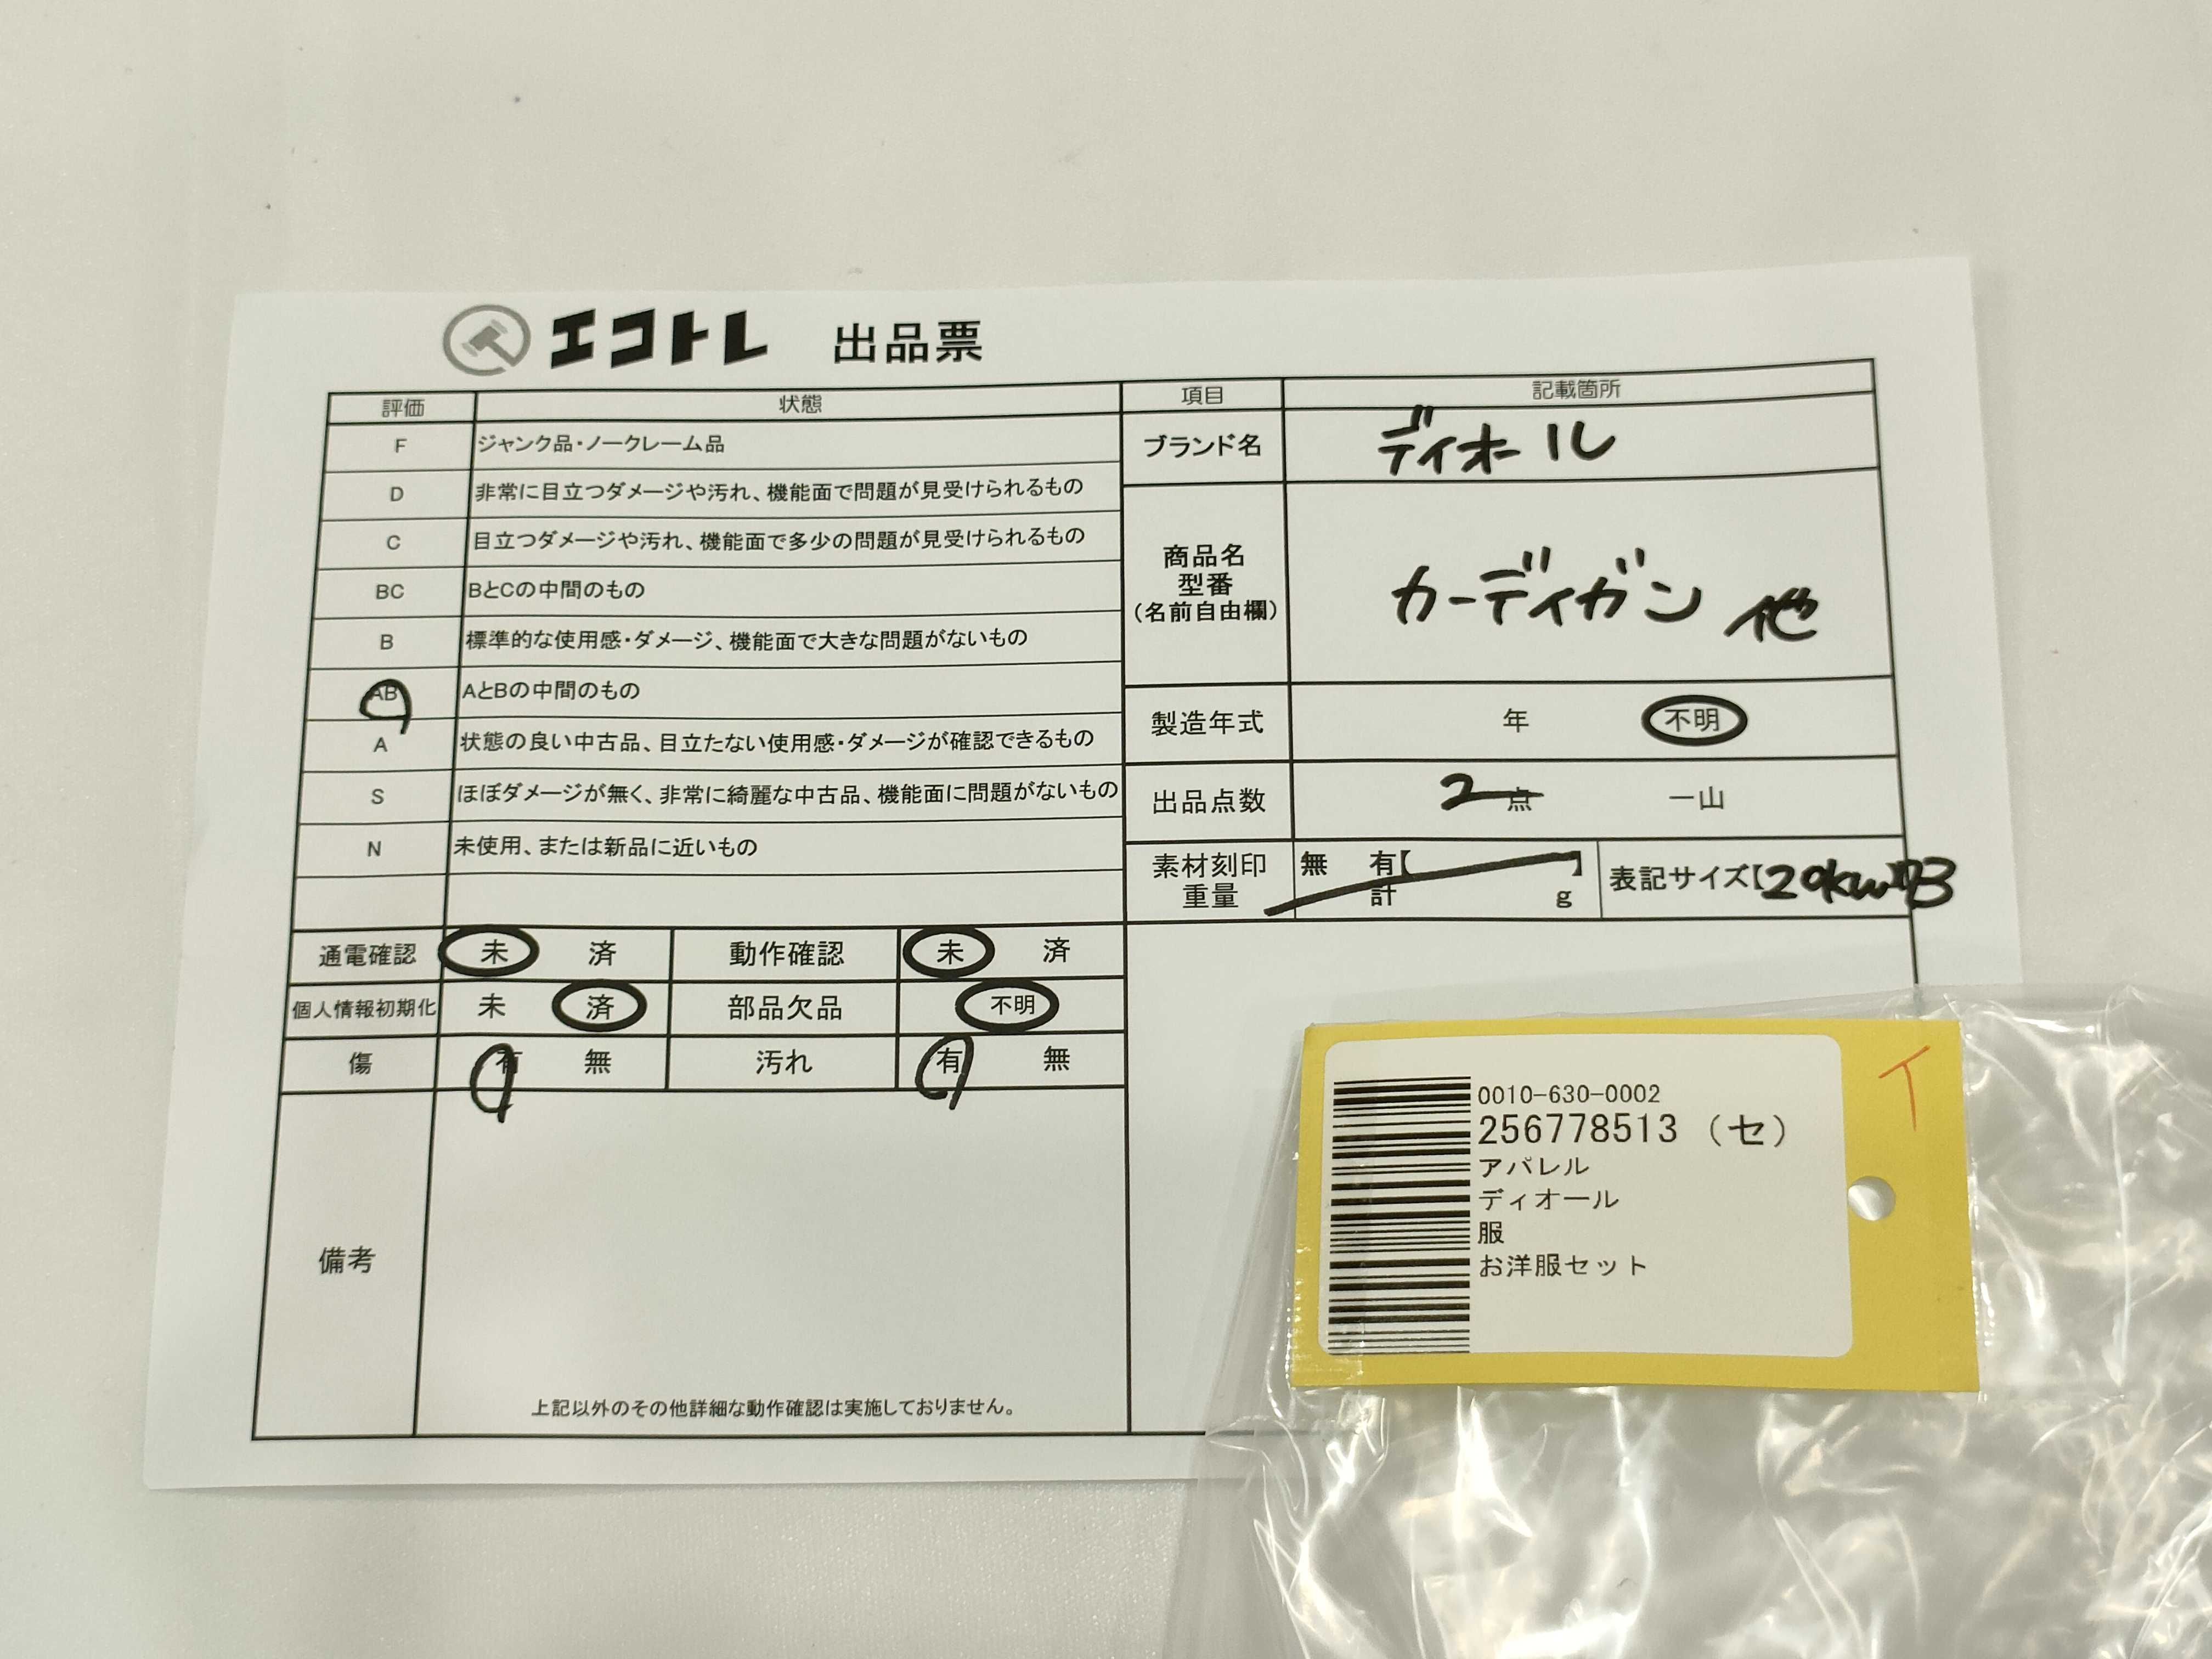 エコトレ 出品票
評価 状態 項目 記載箇所
F ジャンク品・ノークレーム品
D 非常に目立つダメージや汚れ、機能面で問題が見受けられるもの
C 目立つダメージや汚れ、機能面で多少の問題が見受けられるもの
BC BとCの中間のもの
B 標準的な使用感・ダメージ、機能面で大きな問題がないもの
AB AとBの中間のもの
A 状態の良い中古品、目立たない使用感・ダメージが確認できるもの
S ほぼダメージが無く、非常に綺麗な中古品、機能面に問題がないもの
N 未使用、または新品に近いもの
ブランド名 ディオール
商品名
型番
(名前自由欄)
カーディガン 他
製造年式 年 不明
出品点数 2点 一山
素材刻印
重量
無 有【 】
計 g
表記サイズ【
通電確認 未 済 動作確認 未 済
個人情報初期化 未 済 部品欠品 不明
傷 有 無 汚れ 有 無
備考
上記以外のその他詳細な動作確認は実施しておりません。
0010-630-0002
256778513 (セ)
アパレル
ディオール
服
お洋服セット
イ